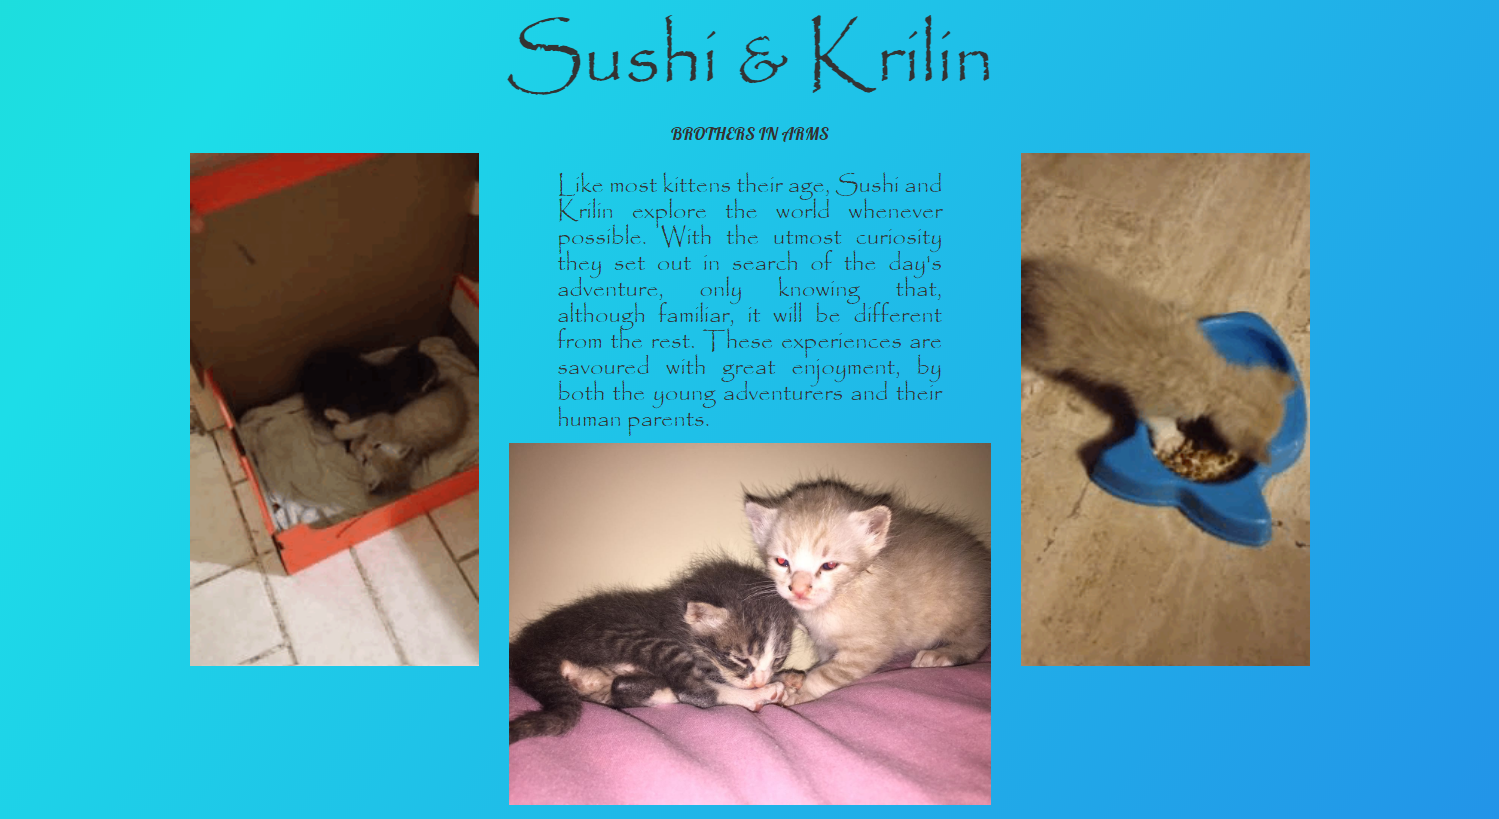 Sushi & Krilin
BROTHERS IN ARMS
Like most kittens their age, Sushi and
Krilin explore the world whenever
possible. With the utmost curiosity
they set out in search of the day's
adventure, only knowing that,
although familiar, it will be different
from the rest. These experiences are
savoured with great enjoyment, by
both the young adventurers and their
human parents.